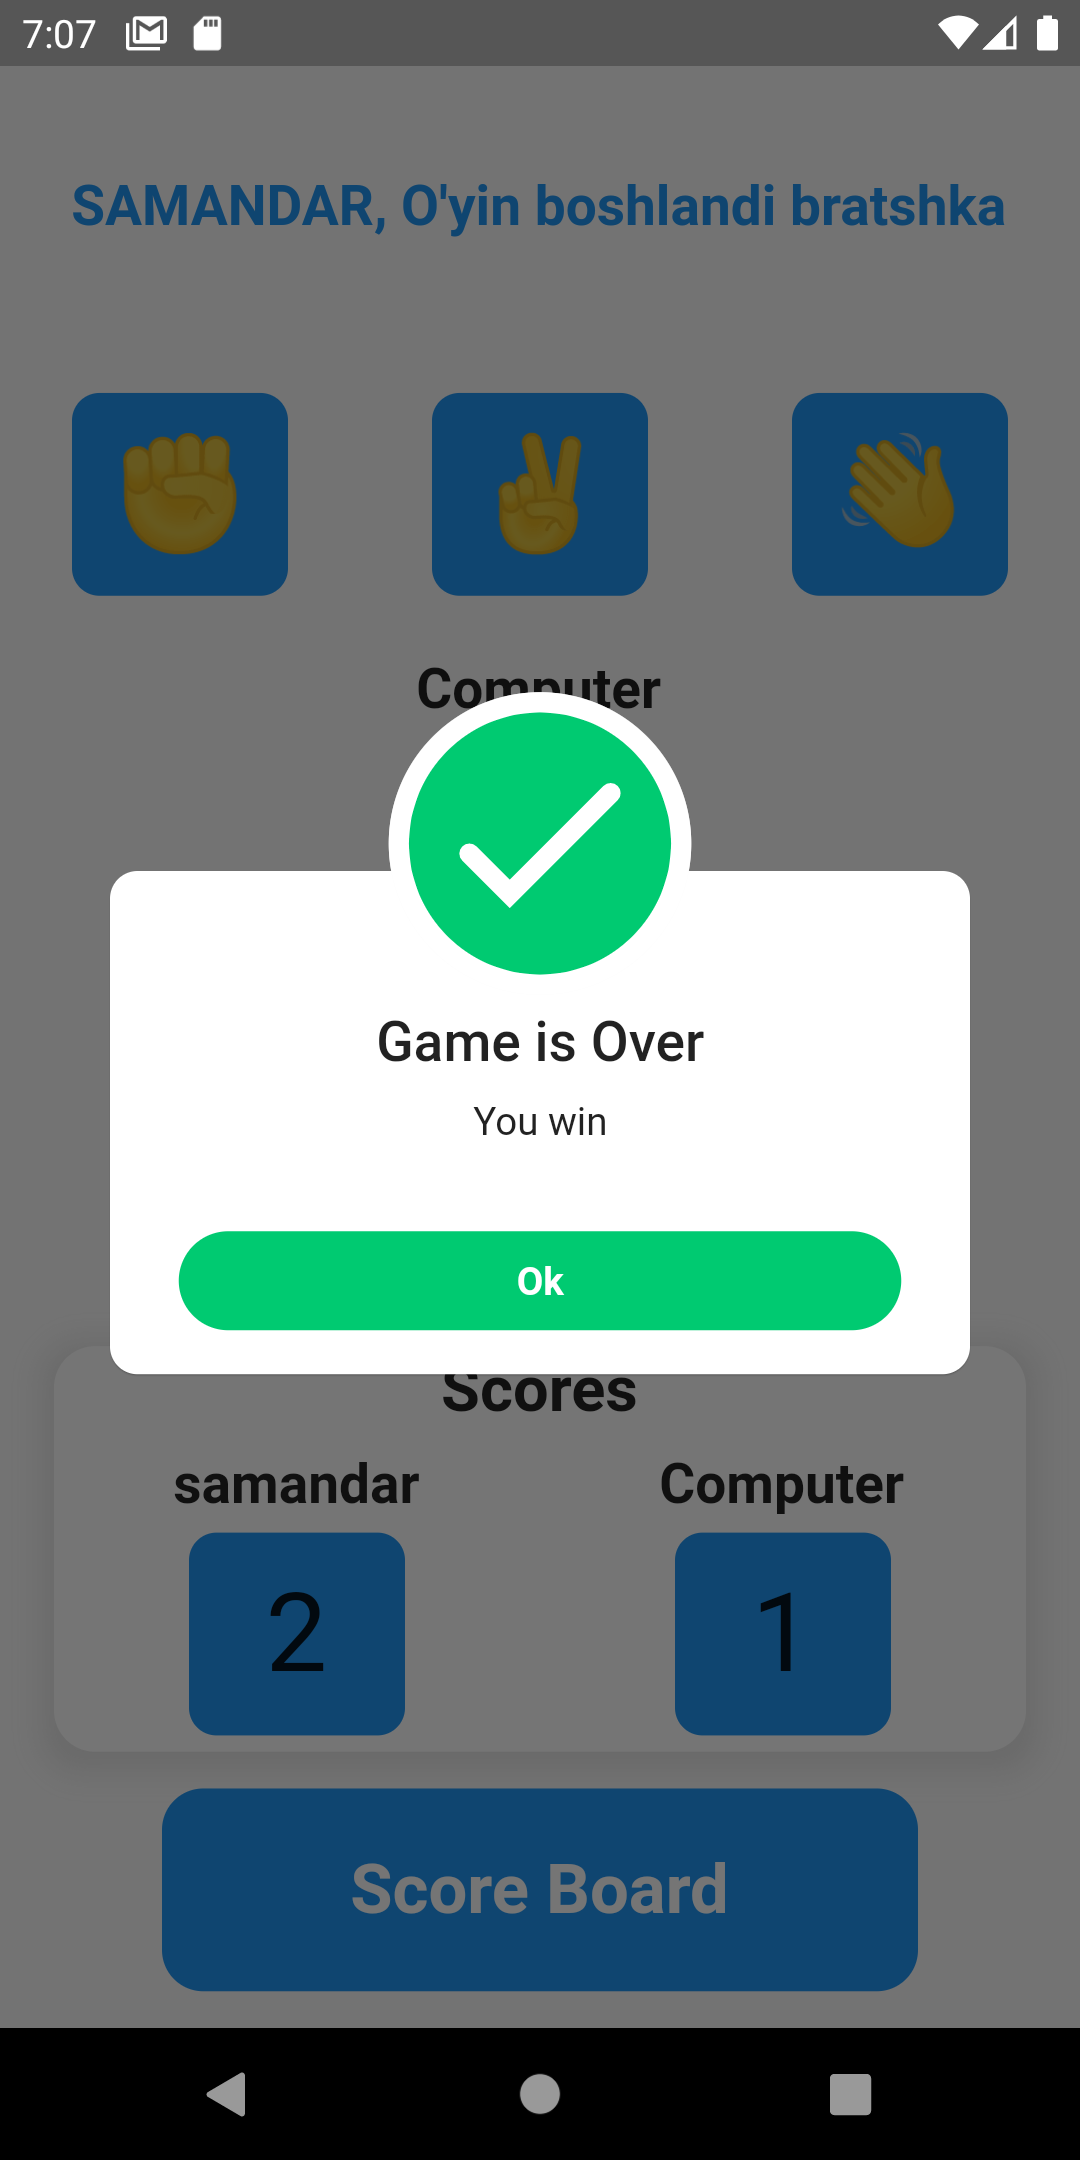 7:07
SAMANDAR, O'yin boshlandi bratshka
Computer
Game is Over
You win
Ok
Scores
samandar
Computer
2
1
Score Board